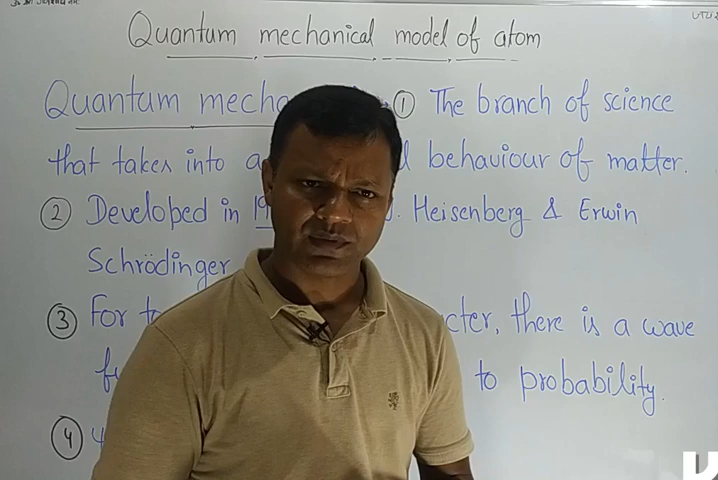 Quantum mechanical model of atom
Quantum mecha ① The branch of science
that takes into a behaviour of matter.
② Developed in 19 . Heisenberg & Erwin
Schrödinger
③ For cter, there is a wave
to probability.
④